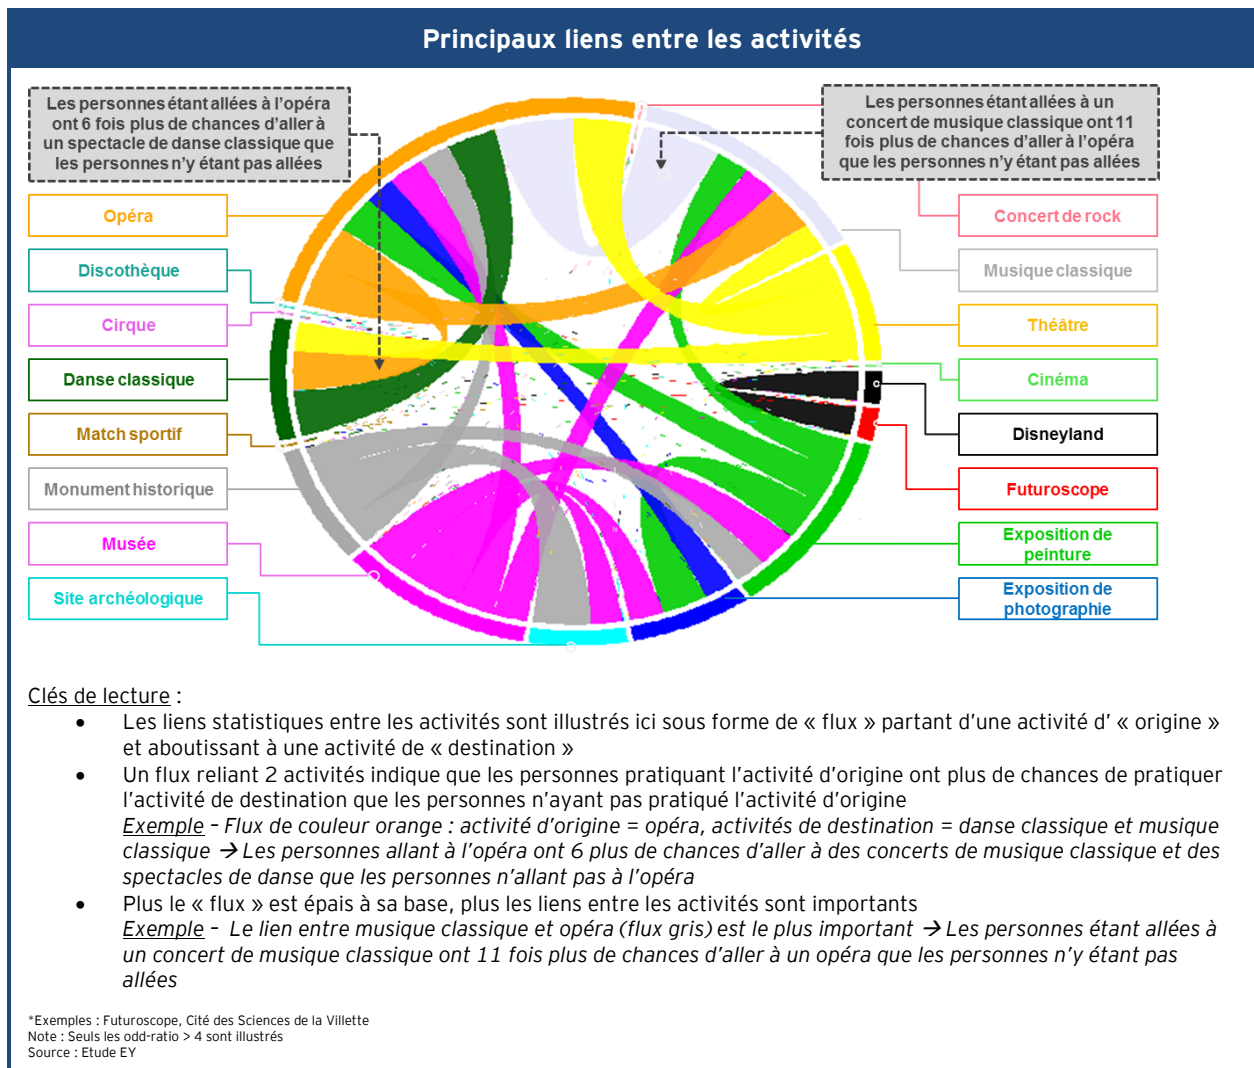 Principaux liens entre les activités
Les personnes étant allées à l'opéra
ont 6 fois plus de chances d'aller à
un spectacle de danse classique que
les personnes n'y étant pas allées
Les personnes étant allées à un
concert de musique classique ont 11
fois plus de chances d'aller à l'opéra
que les personnes n'y étant pas allées
Opéra
Discothèque
Cirque
Danse classique
Match sportif
Monument historique
Musée
Site archéologique
Concert de rock
Musique classique
Théâtre
Cinéma
Disneyland
Futuroscope
Exposition de
peinture
Exposition de
photographie
Clés de lecture :
• Les liens statistiques entre les activités sont illustrés ici sous forme de « flux » partant d'une activité d' « origine »
et aboutissant à une activité de « destination »
• Un flux reliant 2 activités indique que les personnes pratiquant l'activité d'origine ont plus de chances de pratiquer
l'activité de destination que les personnes n'ayant pas pratiqué l'activité d'origine
Exemple – Flux de couleur orange : activité d'origine = opéra, activités de destination = danse classique et musique
classique → Les personnes allant à l'opéra ont 6 plus de chances d'aller à des concerts de musique classique et des
spectacles de danse que les personnes n'allant pas à l'opéra
• Plus le « flux » est épais à sa base, plus les liens entre les activités sont importants
Exemple – Le lien entre musique classique et opéra (flux gris) est le plus important → Les personnes étant allées à
un concert de musique classique ont 11 fois plus de chances d'aller à un opéra que les personnes n'y étant pas
allées
*Exemples : Futuroscope, Cité des Sciences de la Villette
Note : Seuls les odd-ratio > 4 sont illustrés
Source : Etude EY